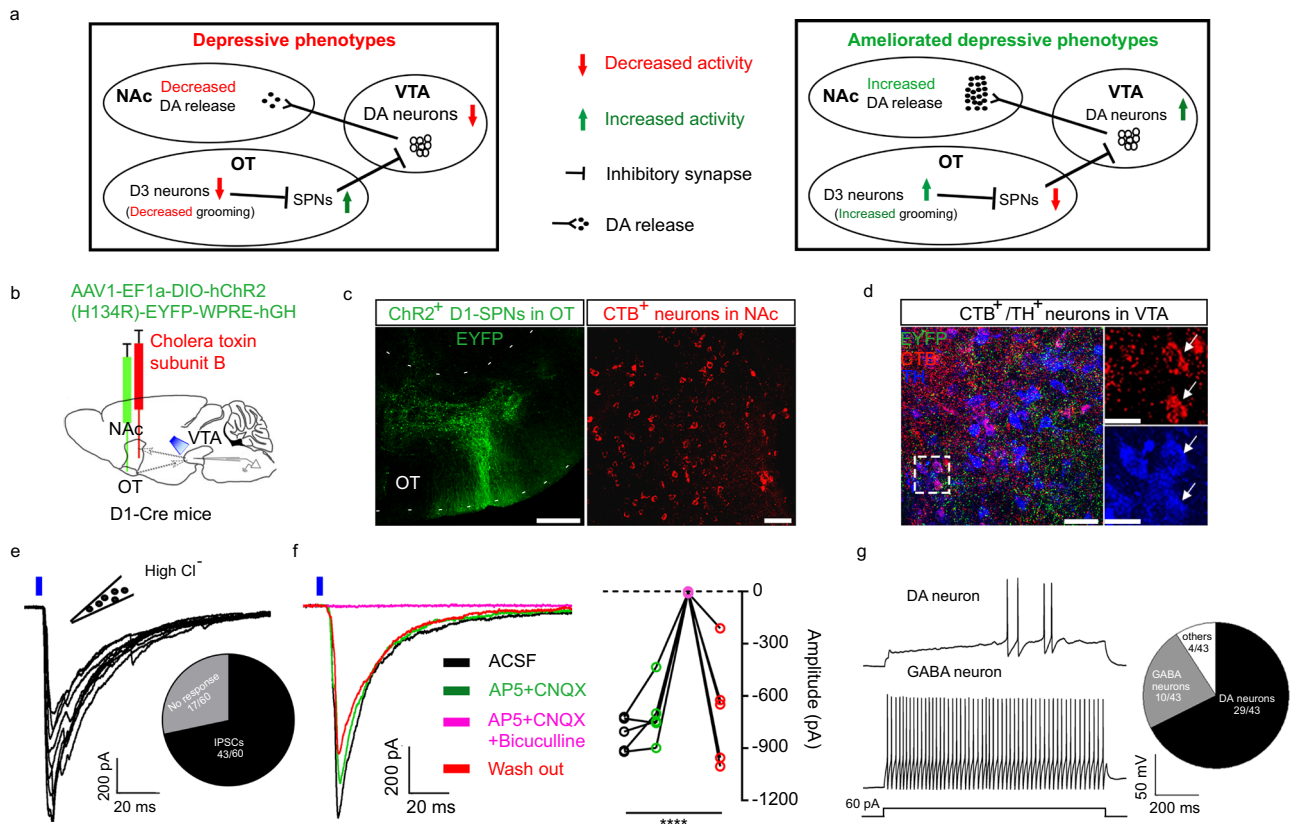 a
Depressive phenotypes
NAc
Decreased
DA release
VTA
DA neurons
OT
D3 neurons
SPNs
(Decreased grooming)
Decreased activity
Increased activity
Inhibitory synapse
DA release
Ameliorated depressive phenotypes
NAc
Increased
DA release
VTA
DA neurons
OT
D3 neurons
SPNs
(Increased grooming)
b
AAV1-EF1a-DIO-hChR2
(H134R)-EYFP-WPRE-hGH
Cholera toxin
subunit B
NAc
VTA
OT
D1-Cre mice
c
ChR2+ D1-SPNs in OT
EYFP
OT
CTB+ neurons in NAc
d
CTB+/TH+ neurons in VTA
EYFP
CTB
TH
e
High Cl-
No response
17/60
IPSCs
43/60
200 pA
20 ms
f
ACSF
AP5+CNQX
AP5+CNQX
+Bicuculline
Wash out
200 pA
20 ms
0
-300
-600
-900
-1200
Amplitude (pA)
****
g
DA neuron
GABA neuron
60 pA
others
4/43
GABA
neurons
10/43
DA neurons
29/43
50 mV
200 ms